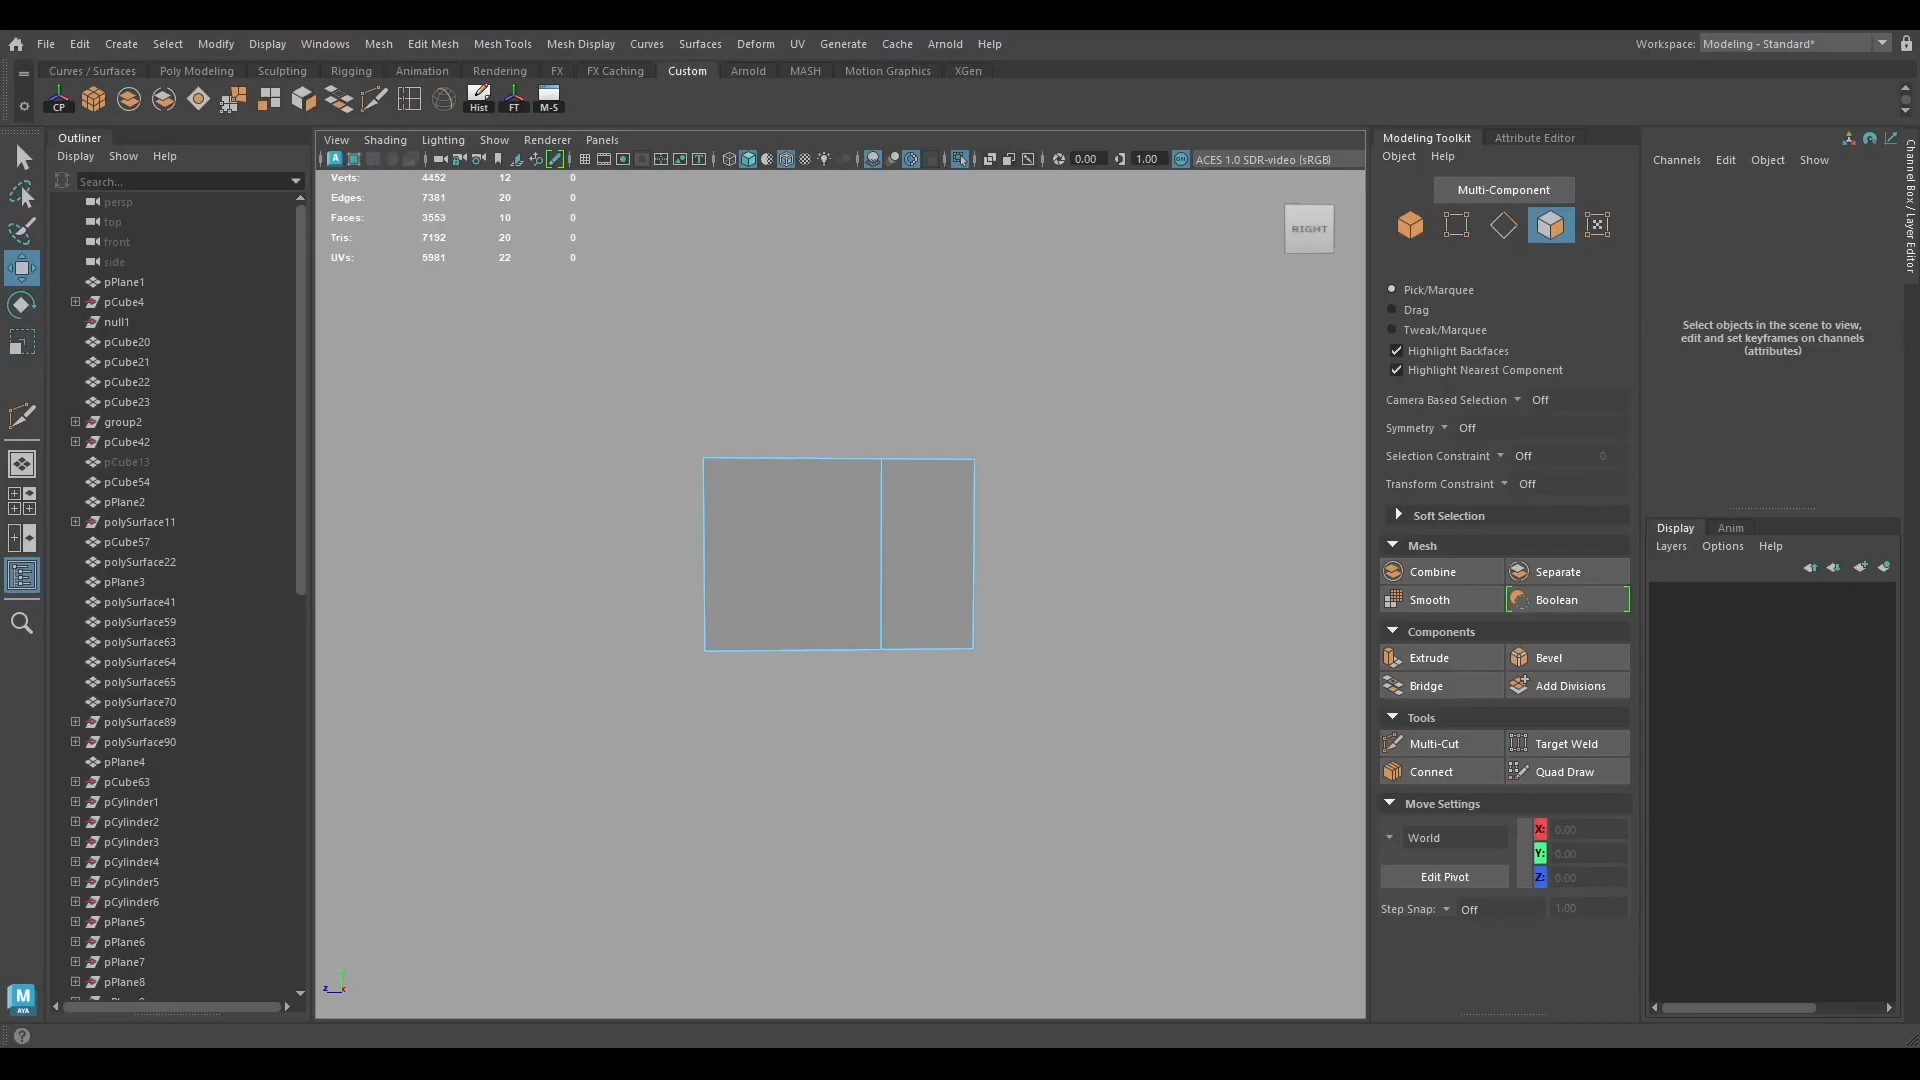 File Edit Create Select Modify Display Windows Mesh Edit Mesh Mesh Tools Mesh Display Curves Surfaces Deform UV Generate Cache Arnold Help
Workspace: Modeling - Standard*
Curves / Surfaces Poly Modeling Sculpting Rigging Animation Rendering FX FX Caching Custom Arnold MASH Motion Graphics XGen
CP Hist FT M-S
Outliner
Display Show Help
Search...
persp
top
front
side
pPlane1
pCube4
null1
pCube20
pCube21
pCube22
pCube23
group2
pCube42
pCube13
pCube54
pPlane2
polySurface11
pCube57
polySurface22
pPlane3
polySurface41
polySurface59
polySurface63
polySurface64
polySurface65
polySurface70
polySurface89
polySurface90
pPlane4
pCube63
pCylinder1
pCylinder2
pCylinder3
pCylinder4
pCylinder5
pCylinder6
pPlane5
pPlane6
pPlane7
pPlane8
M
AYA
View Shading Lighting Show Renderer Panels
0.00 1.00 ACES 1.0 SDR-video (sRGB)
Verts: 4452 12 0
Edges: 7381 20 0
Faces: 3553 10 0
Tris: 7192 20 0
UVs: 5981 22 0
RIGHT
z
Modeling Toolkit Attribute Editor
Object Help
Multi-Component
Pick/Marquee
Drag
Tweak/Marquee
Highlight Backfaces
Highlight Nearest Component
Camera Based Selection Off
Symmetry Off
Selection Constraint Off 0
Transform Constraint Off
Soft Selection
Mesh
Combine Separate
Smooth Boolean
Components
Extrude Bevel
Bridge Add Divisions
Tools
Multi-Cut Target Weld
Connect Quad Draw
Move Settings
World
X: 0.00
Y: 0.00
Z: 0.00
Edit Pivot
Step Snap: Off 1.00
Channels Edit Object Show
Select objects in the scene to view,
edit and set keyframes on channels
(attributes)
Display Anim
Layers Options Help
Channel Box / Layer Editor